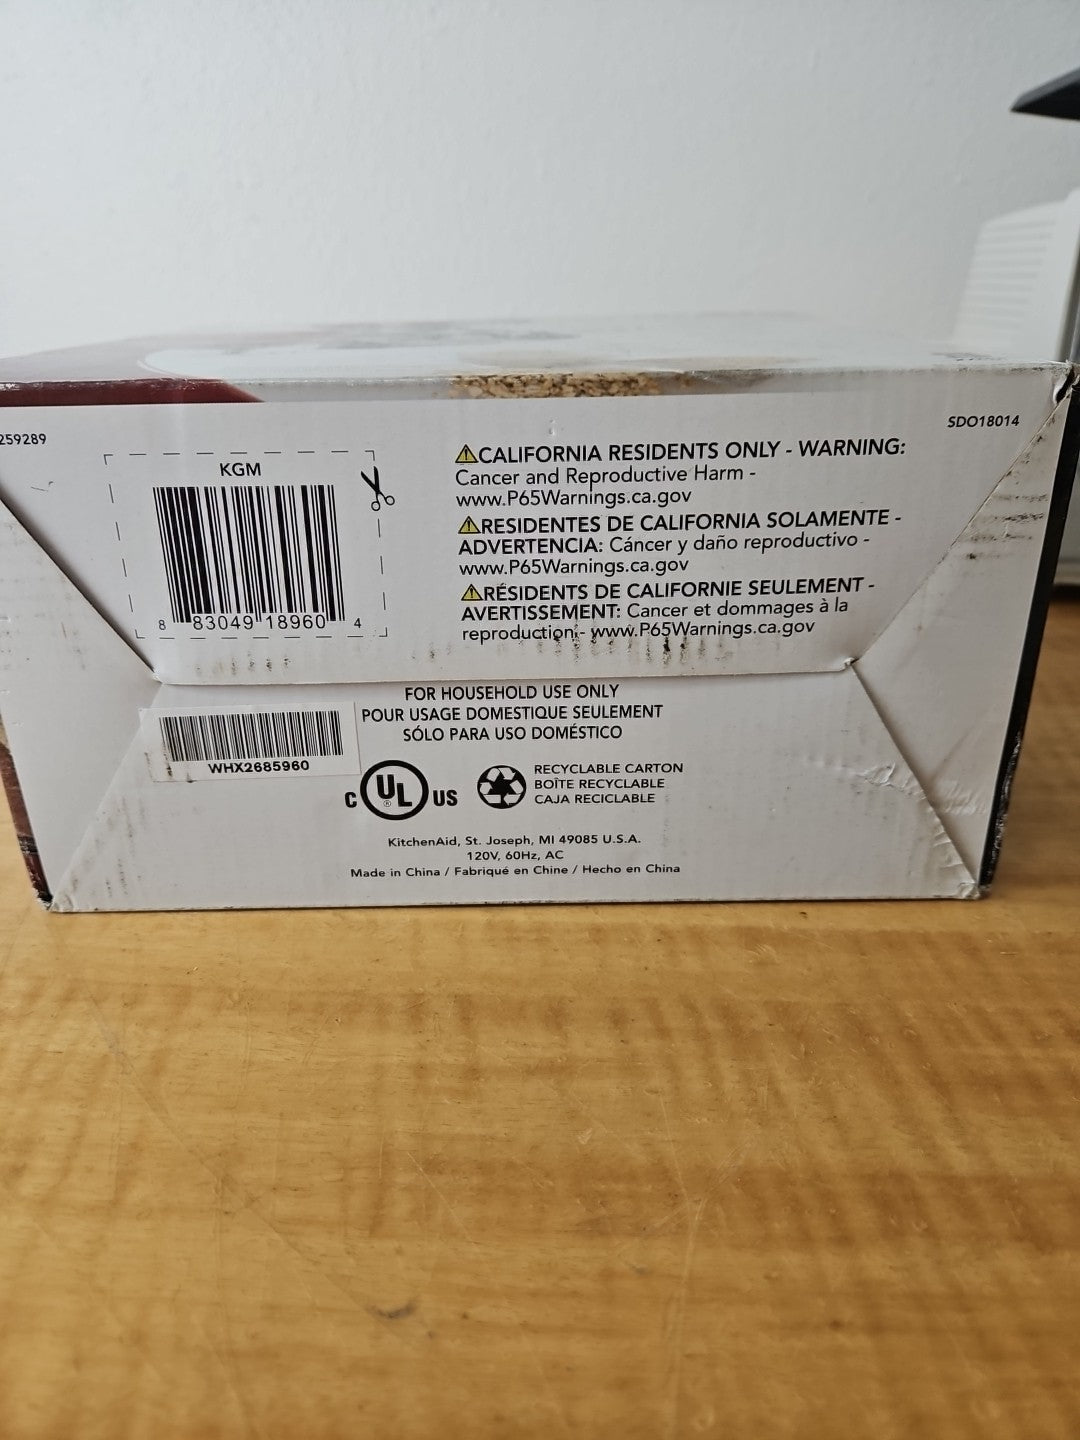 259289
SDO18014
KGM
8 83049 18960 4
⚠CALIFORNIA RESIDENTS ONLY - WARNING:
Cancer and Reproductive Harm -
www.P65Warnings.ca.gov
⚠RESIDENTES DE CALIFORNIA SOLAMENTE -
ADVERTENCIA: Cáncer y daño reproductivo -
www.P65Warnings.ca.gov
⚠RÉSIDENTS DE CALIFORNIE SEULEMENT -
AVERTISSEMENT: Cancer et dommages à la
reproduction - www.P65Warnings.ca.gov
FOR HOUSEHOLD USE ONLY
POUR USAGE DOMESTIQUE SEULEMENT
SÓLO PARA USO DOMÉSTICO
WHX2685960
C UL ® US
RECYCLABLE CARTON
BOÎTE RECYCLABLE
CAJA RECICLABLE
KitchenAid, St. Joseph, MI 49085 U.S.A.
120V, 60Hz, AC
Made in China / Fabriqué en Chine / Hecho en China